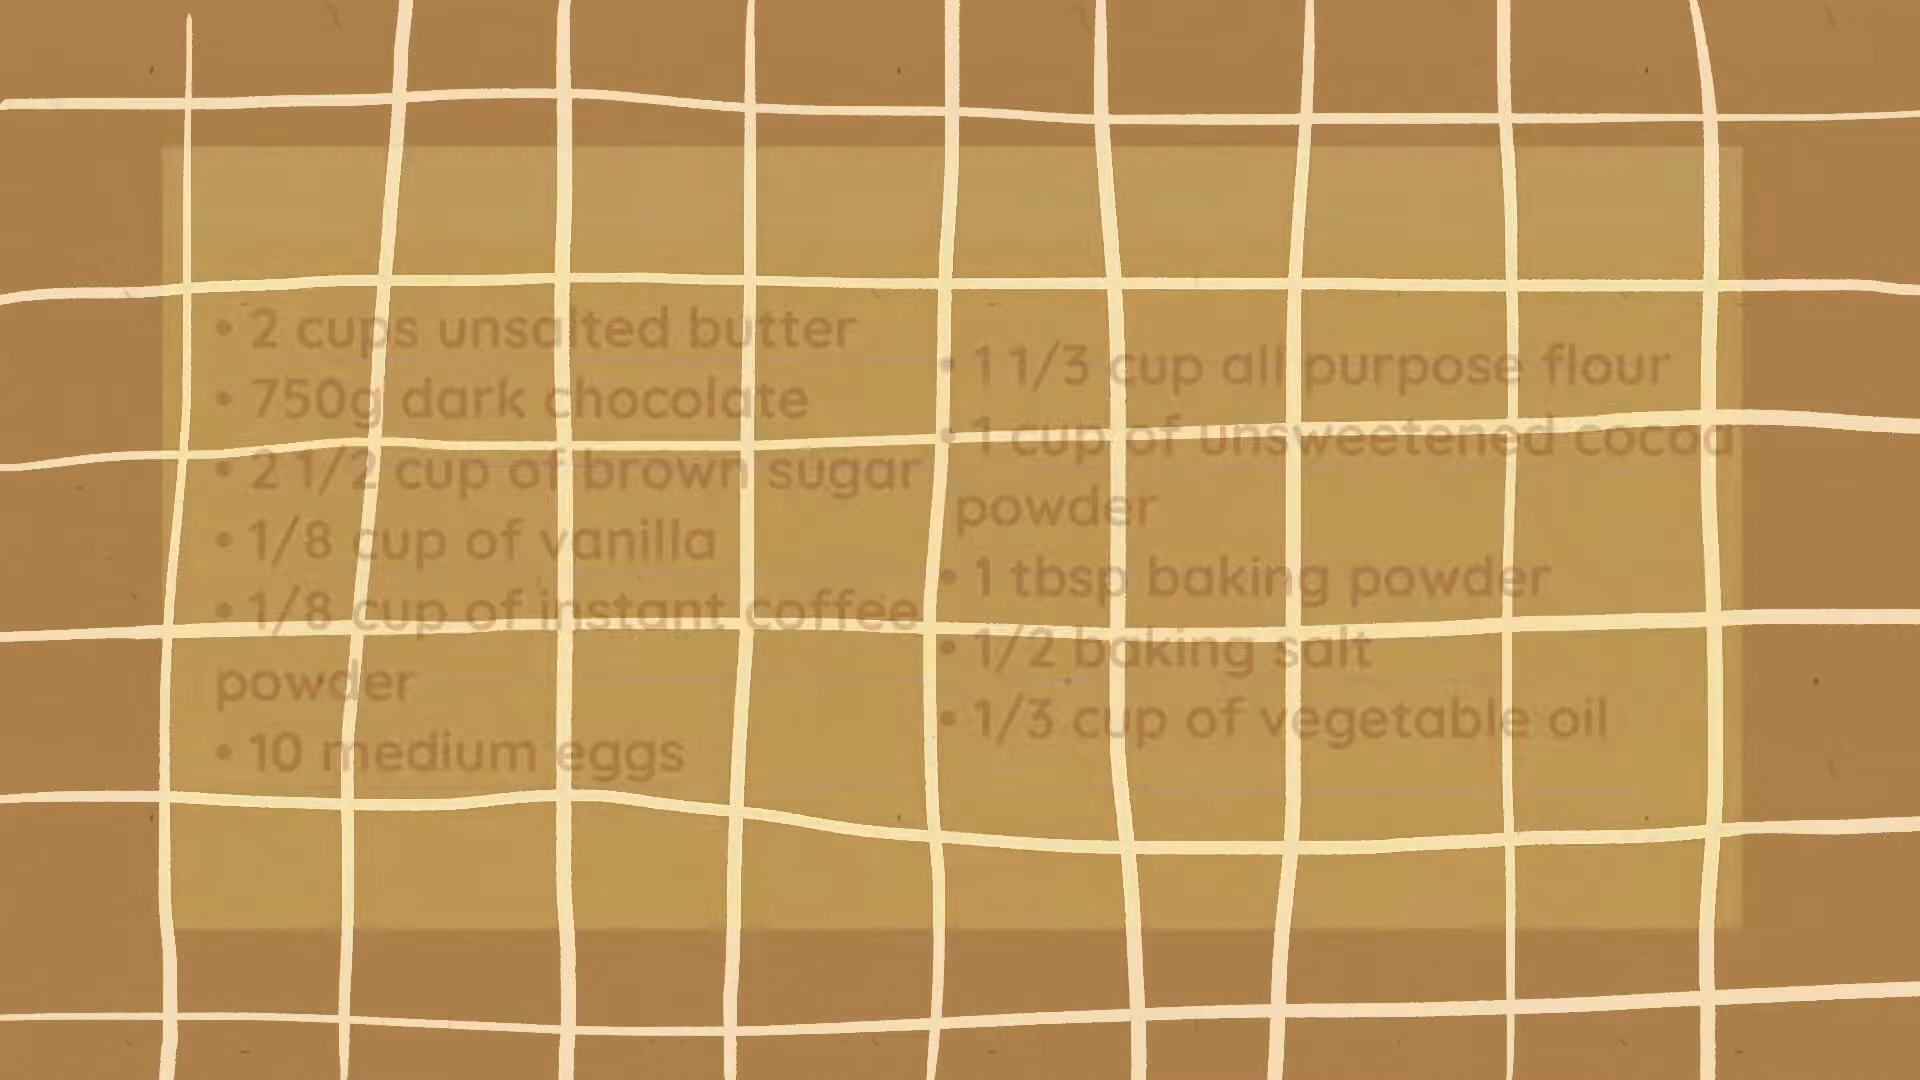 • 2 cups unsalted butter
• 750g dark chocolate
• 2 1/2 cup of brown sugar
• 1/8 cup of vanilla
• 1/8 cup of instant coffee
powder
• 10 medium eggs
• 1 1/3 cup all purpose flour
• 1 cup of unsweetened cocoa
powder
• 1 tbsp baking powder
• 1/2 baking salt
• 1/3 cup of vegetable oil